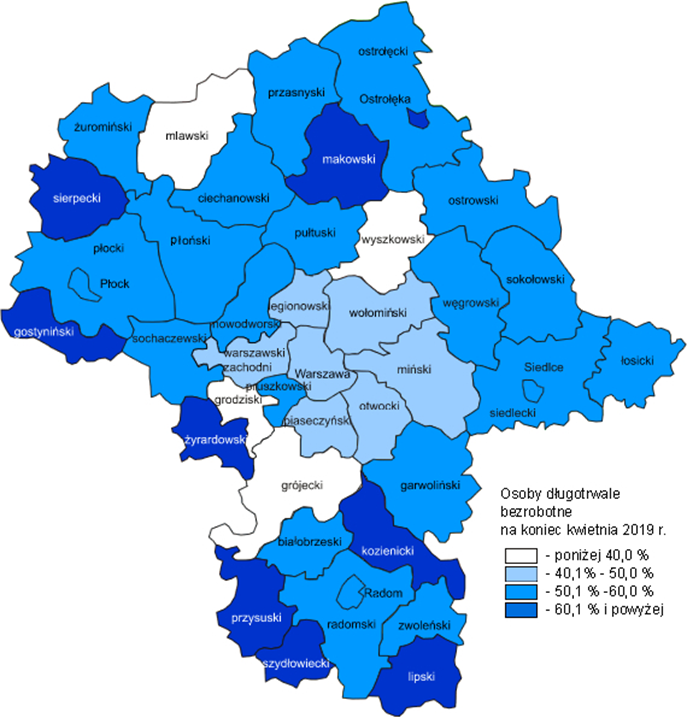 ostrołęcki
przasnyski
Ostrołęka
żuromiński
mlawski
makowski
sierpecki
ciechanowski
ostrowski
płocki
płoński
pułtuski
wyszkowski
Płock
sokołowski
węgrowski
legionowski
wołomiński
gostyniński
nowodworski
sochaczewski
warszawski
zachodni
Warszawa
miński
Siedlce
łosicki
pruszkowski
grodziski
otwocki
siedlecki
piaseczyński
żyrardowski
grójecki
garwoliński
Osoby długotrwale
bezrobotne
na koniec kwietnia 2019 r.
białobrzeski
kozienicki
- poniżej 40,0 %
- 40,1% - 50,0 %
- 50,1 % -60,0 %
- 60,1 % i powyżej
Radom
przysuski
radomski
zwoleński
szydłowiecki
lipski